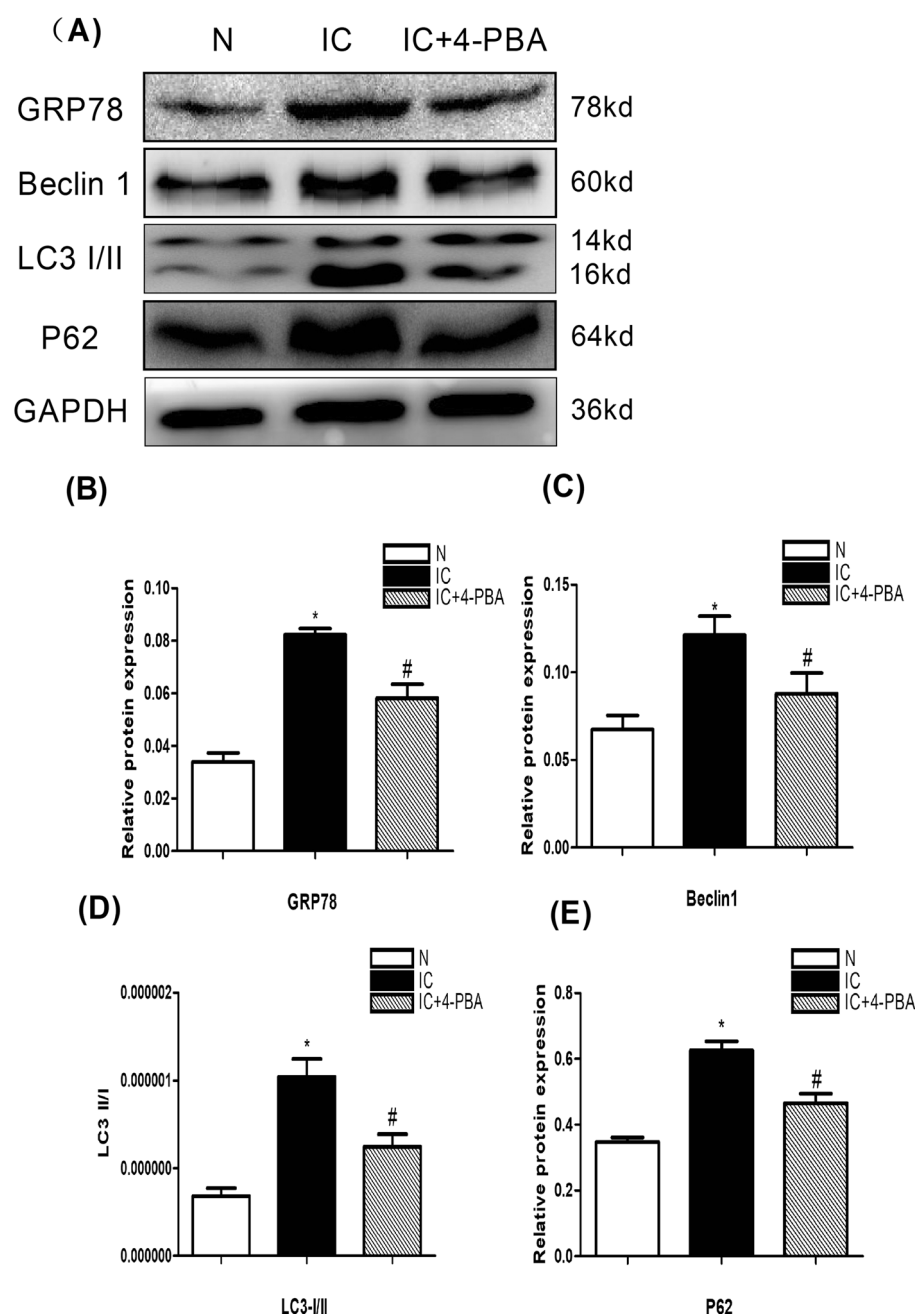 （A)
N IC IC+4-PBA
GRP78 78kd
Beclin 1 60kd
LC3 I/II 14kd
16kd
P62 64kd
GAPDH 36kd
(B)
N
IC
IC+4-PBA
Relative protein expression
0.10
0.08
0.06
0.04
0.02
0.00
*
#
GRP78
(C)
N
IC
IC+4-PBA
Relative protein expression
0.15
0.10
0.05
0.00
*
#
Beclin1
(D)
N
IC
IC+4-PBA
LC3 II/I
0.000002
0.000001
0.000000
0.000000
*
#
LC3-I/II
(E)
N
IC
IC+4-PBA
Relative protein expression
0.8
0.6
0.4
0.2
0.0
*
#
P62